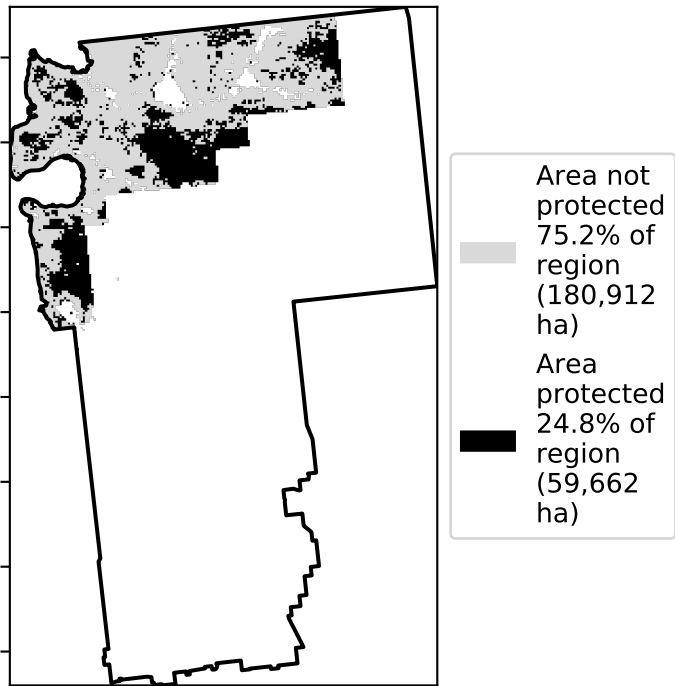 Area not
protected
75.2% of
region
(180,912
ha)
Area
protected
24.8% of
region
(59,662
ha)